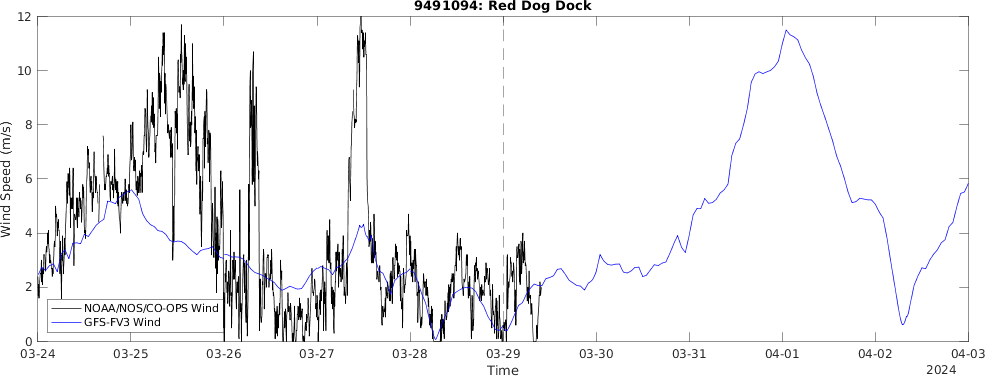 9491094: Red Dog Dock
Wind Speed (m/s)
12
10
8
6
4
2
0
NOAA/NOS/CO-OPS Wind
GFS-FV3 Wind
03-24 03-25 03-26 03-27 03-28 03-29 03-30 03-31 04-01 04-02 04-03
Time
2024